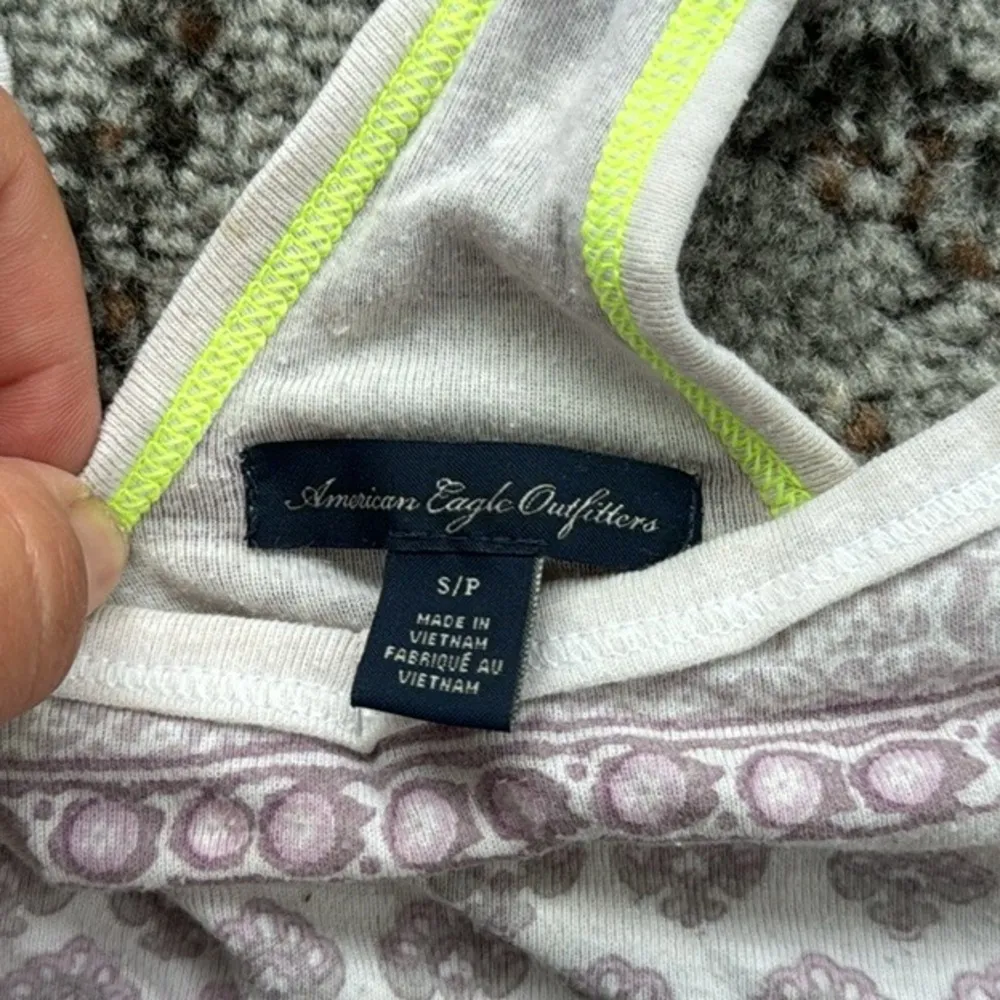 American Eagle Outfitters
S/P
MADE IN
VIETNAM
FABRIQUÉ AU
VIETNAM